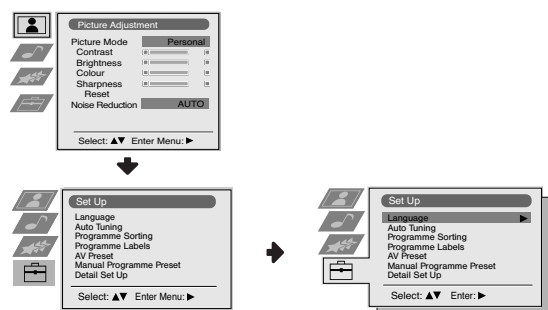 Picture Adjustment
Picture Mode Personal
Contrast
Brightness
Colour
Sharpness
Reset
Noise Reduction AUTO
Select: ▲▼ Enter Menu: ▶
Set Up
Language
Auto Tuning
Programme Sorting
Programme Labels
AV Preset
Manual Programme Preset
Detail Set Up
Select: ▲▼ Enter Menu: ▶
Set Up
Language ▶
Auto Tuning
Programme Sorting
Programme Labels
AV Preset
Manual Programme Preset
Detail Set Up
Select: ▲▼ Enter: ▶